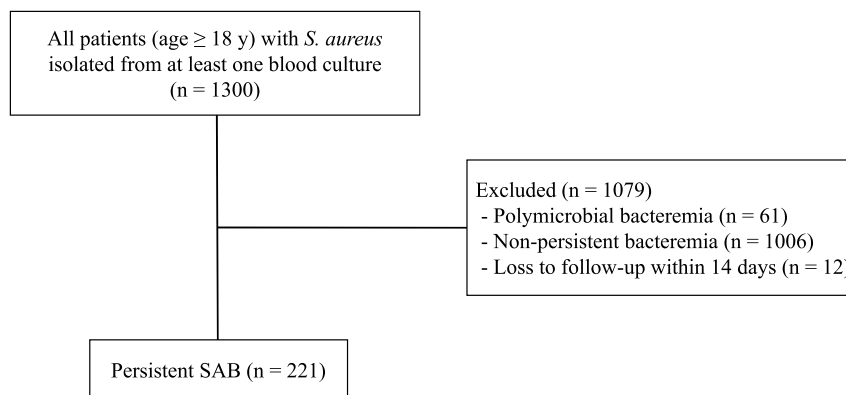 All patients (age ≥ 18 y) with S. aureus
isolated from at least one blood culture
(n = 1300)
Excluded (n = 1079)
- Polymicrobial bacteremia (n = 61)
- Non-persistent bacteremia (n = 1006)
- Loss to follow-up within 14 days (n = 12)
Persistent SAB (n = 221)